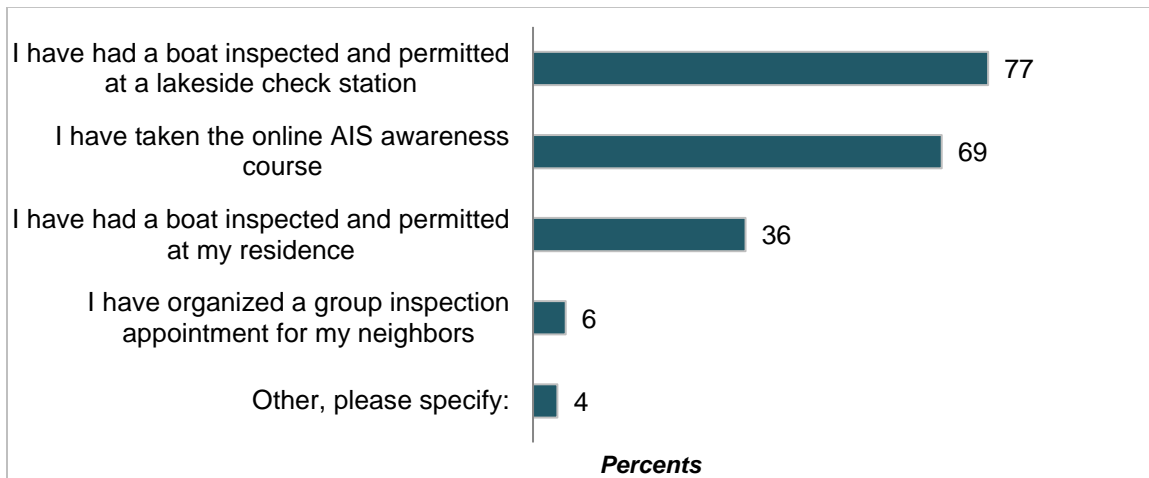 I have had a boat inspected and permitted
at a lakeside check station
77
I have taken the online AIS awareness
course
69
I have had a boat inspected and permitted
at my residence
36
I have organized a group inspection
appointment for my neighbors
6
Other, please specify:
4
Percents